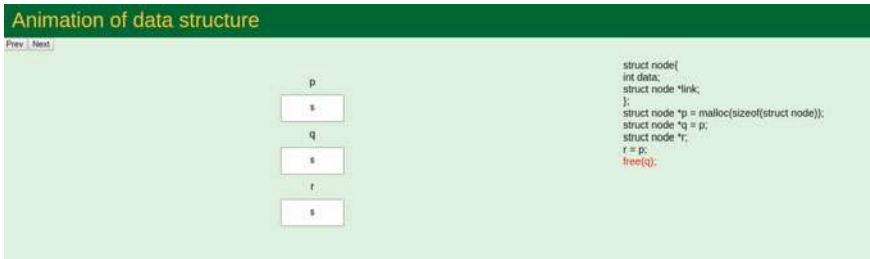 Animation of data structure
Prev Next
p
s
q
s
r
s
struct node{
int data;
struct node *link;
};
struct node *p = malloc(sizeof(struct node));
struct node *q = p;
struct node *r;
r = p;
free(q);